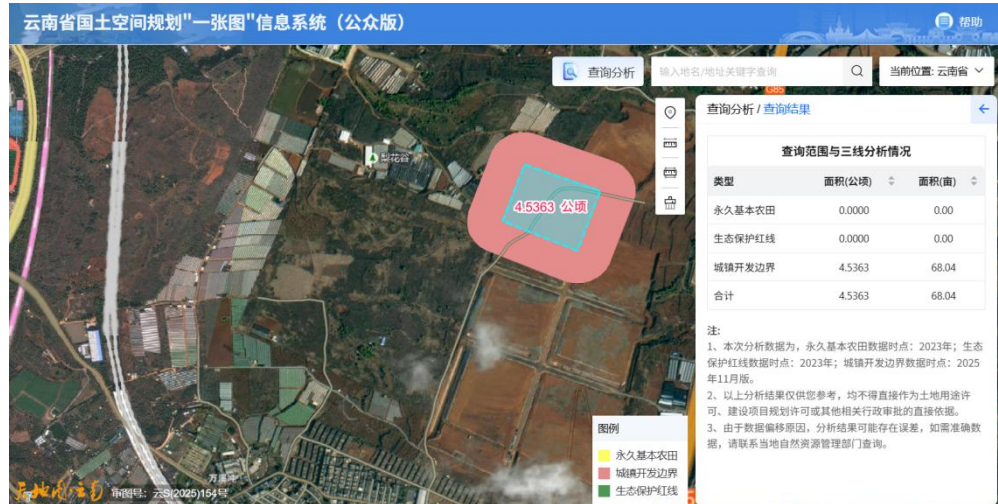 云南省国土空间规划"一张图"信息系统（公众版）
帮助
查询分析
输入地名/地址关键字查询
当前位置: 云南省
G85
查询分析 / 查询结果
查询范围与三线分析情况
类型 面积(公顷) 面积(亩)
永久基本农田 0.0000 0.00
生态保护红线 0.0000 0.00
城镇开发边界 4.5363 68.04
合计 4.5363 68.04
注:
1、本次分析数据为，永久基本农田数据时点：2023年；生态
保护红线数据时点：2023年；城镇开发边界数据时点：2025
年11月版。
2、以上分析结果仅供您参考，均不得直接作为土地用途许
可、建设项目规划许可或其他相关行政审批的直接依据。
3、由于数据偏移原因，分析结果可能存在误差，如需准确数
据，请联系当地自然资源管理部门查询。
4.5363 公顷
图例
永久基本农田
城镇开发边界
生态保护红线
天地图云南
审图号：云S(2025)154号